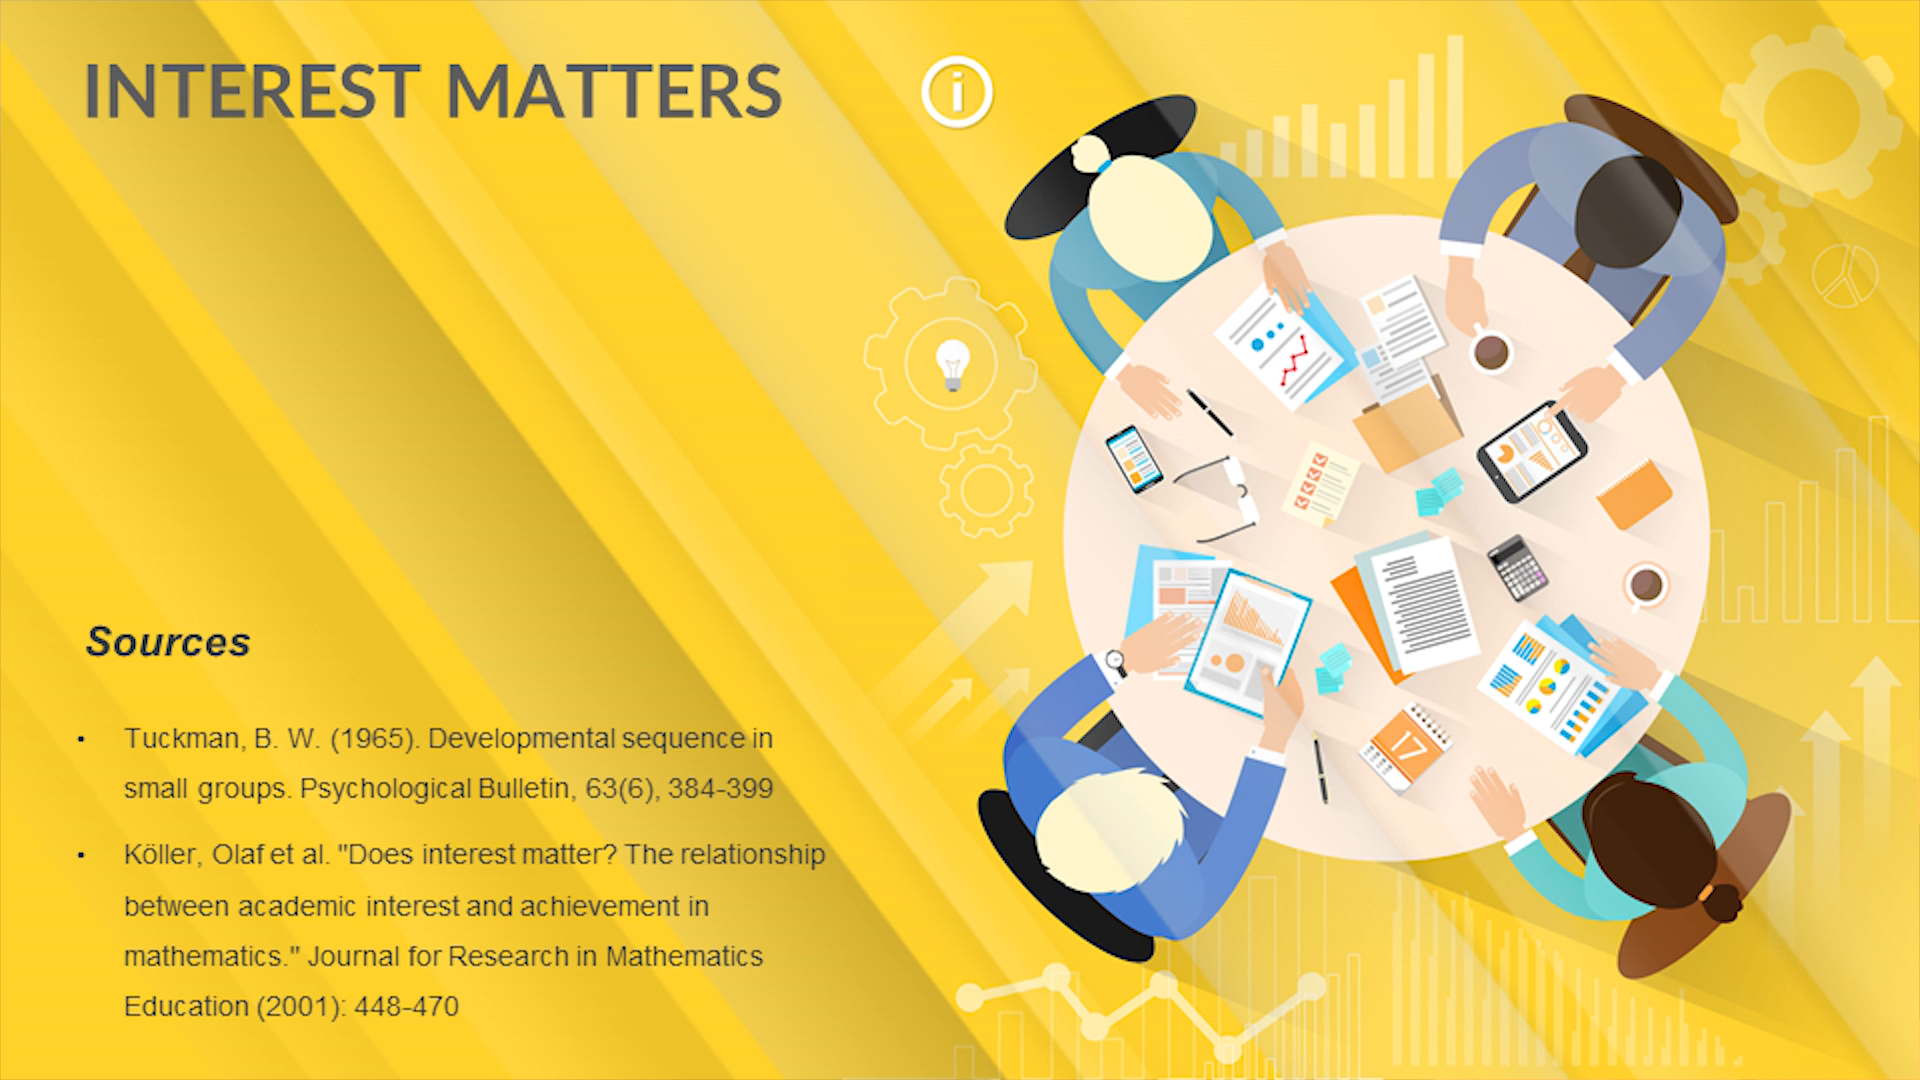 INTEREST MATTERS
i
17
Sources
• Tuckman, B. W. (1965). Developmental sequence in
small groups. Psychological Bulletin, 63(6), 384-399
• Köller, Olaf et al. "Does interest matter? The relationship
between academic interest and achievement in
mathematics." Journal for Research in Mathematics
Education (2001): 448-470